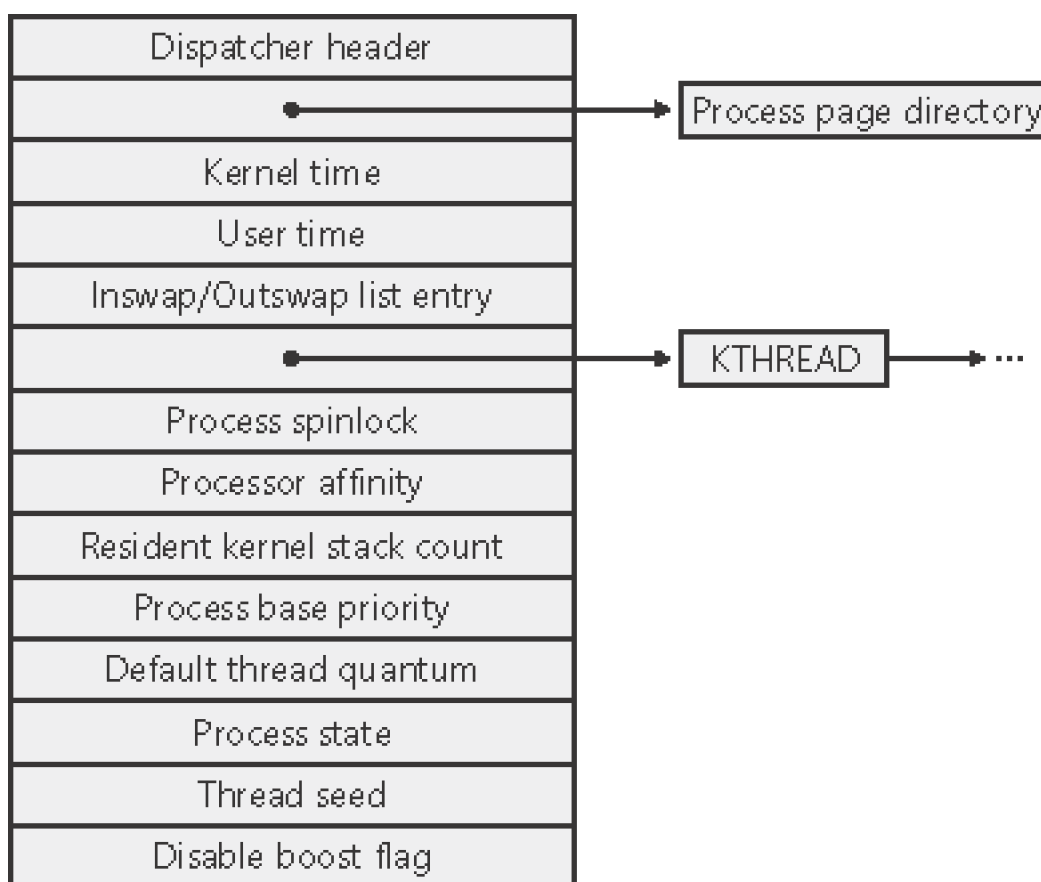 Dispatcher header
Process page directory
Kernel time
User time
Inswap/Outswap list entry
KTHREAD
...
Process spinlock
Processor affinity
Resident kernel stack count
Process base priority
Default thread quantum
Process state
Thread seed
Disable boost flag